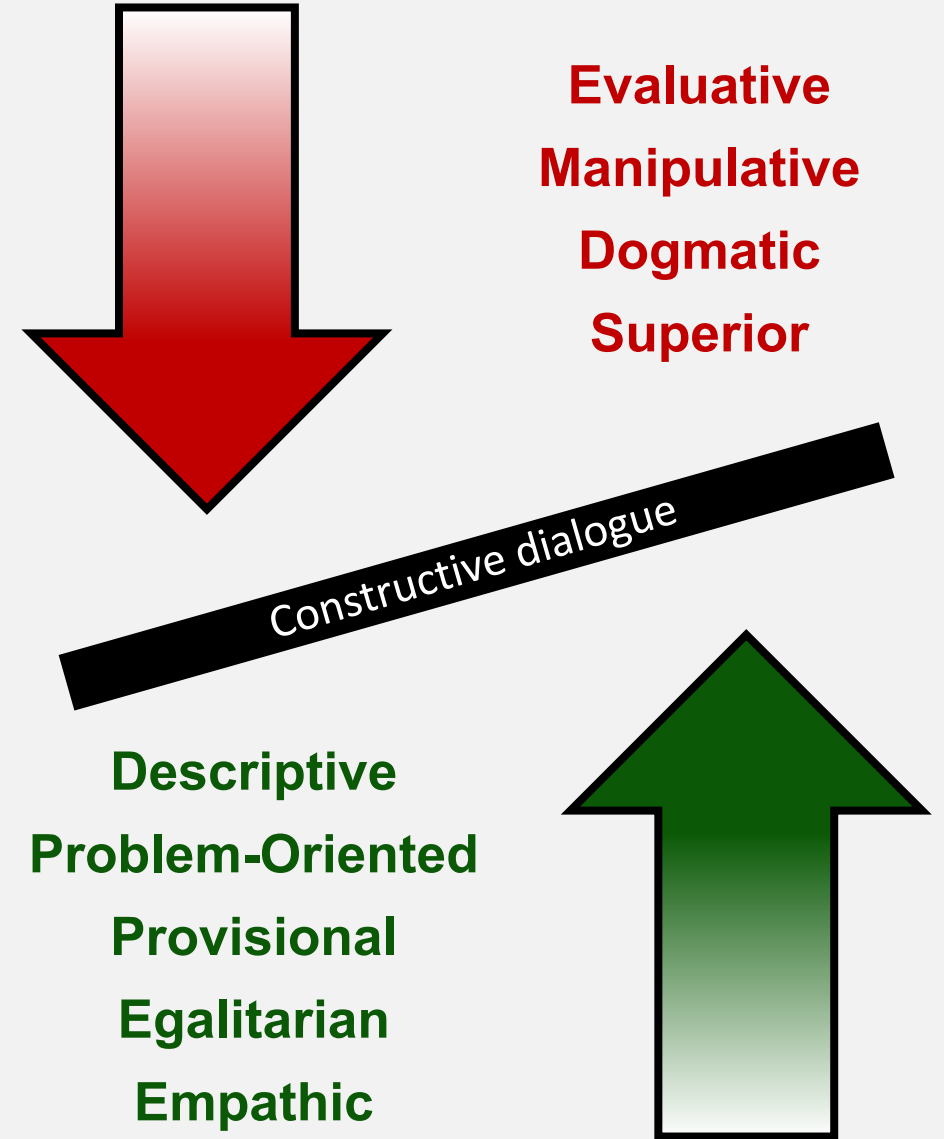 Evaluative
Manipulative
Dogmatic
Superior
Constructive dialogue
Descriptive
Problem-Oriented
Provisional
Egalitarian
Empathic